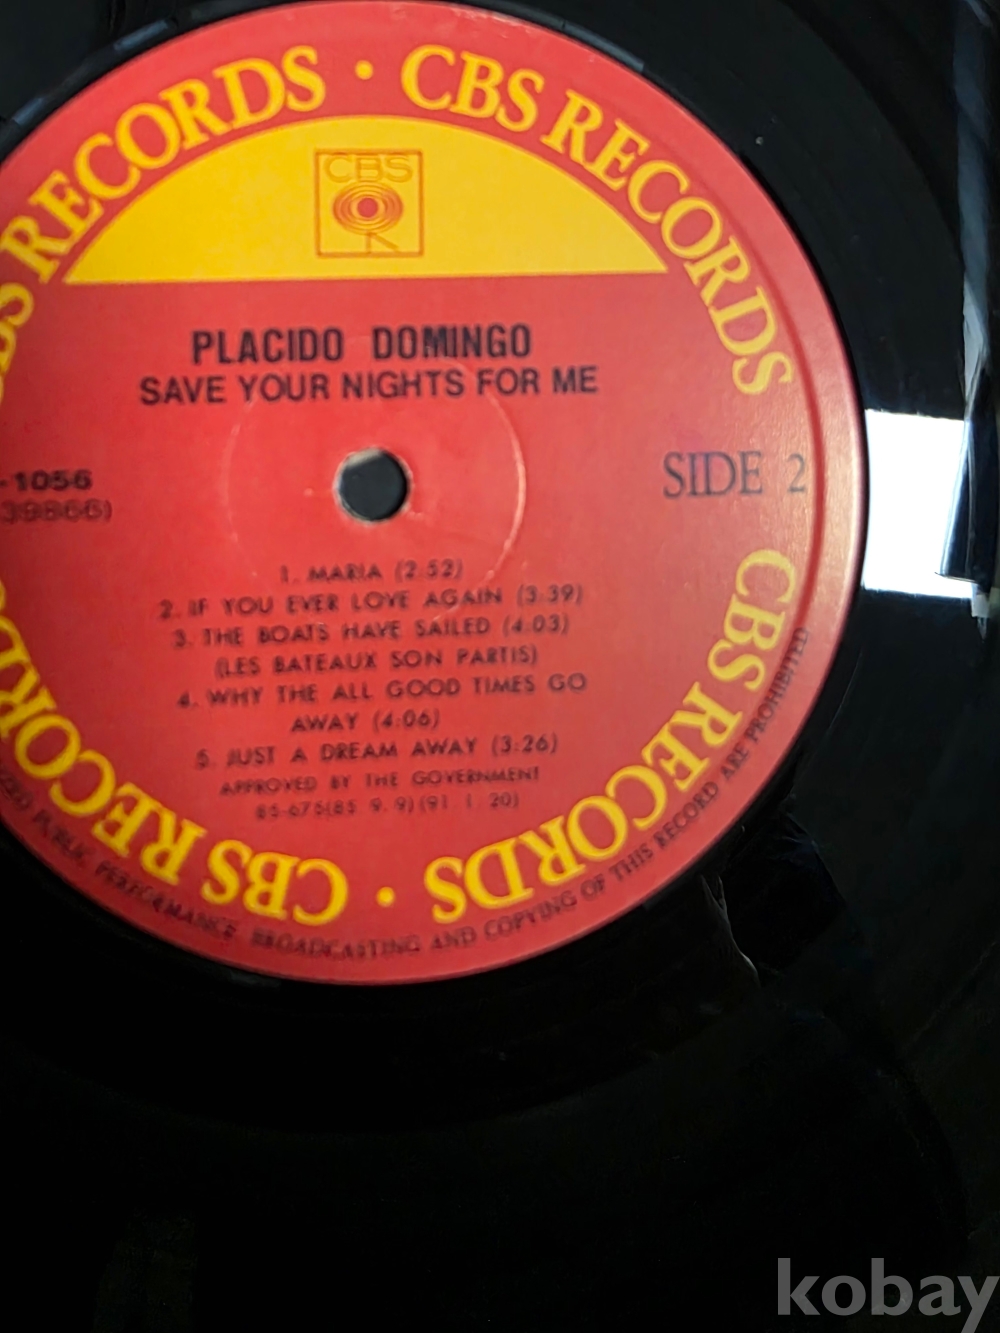 RECORDS · CBS RECORDS
CBS
PLACIDO DOMINGO
SAVE YOUR NIGHTS FOR ME
-1056
39866)
SIDE 2
1. MARIA (2:52)
2. IF YOU EVER LOVE AGAIN (3:39)
3. THE BOATS HAVE SAILED (4:03)
(LES BATEAUX SON PARTIS)
4. WHY THE ALL GOOD TIMES GO
AWAY (4:06)
5. JUST A DREAM AWAY (3:26)
APPROVED BY THE GOVERNMENT
85-675(85. 9. 9)(91. 1. 20)
CBS RECORDS · CBS RECORDS
PUBLIC PERFORMANCE BROADCASTING AND COPYING OF THIS RECORD ARE PROHIBITED
kobay